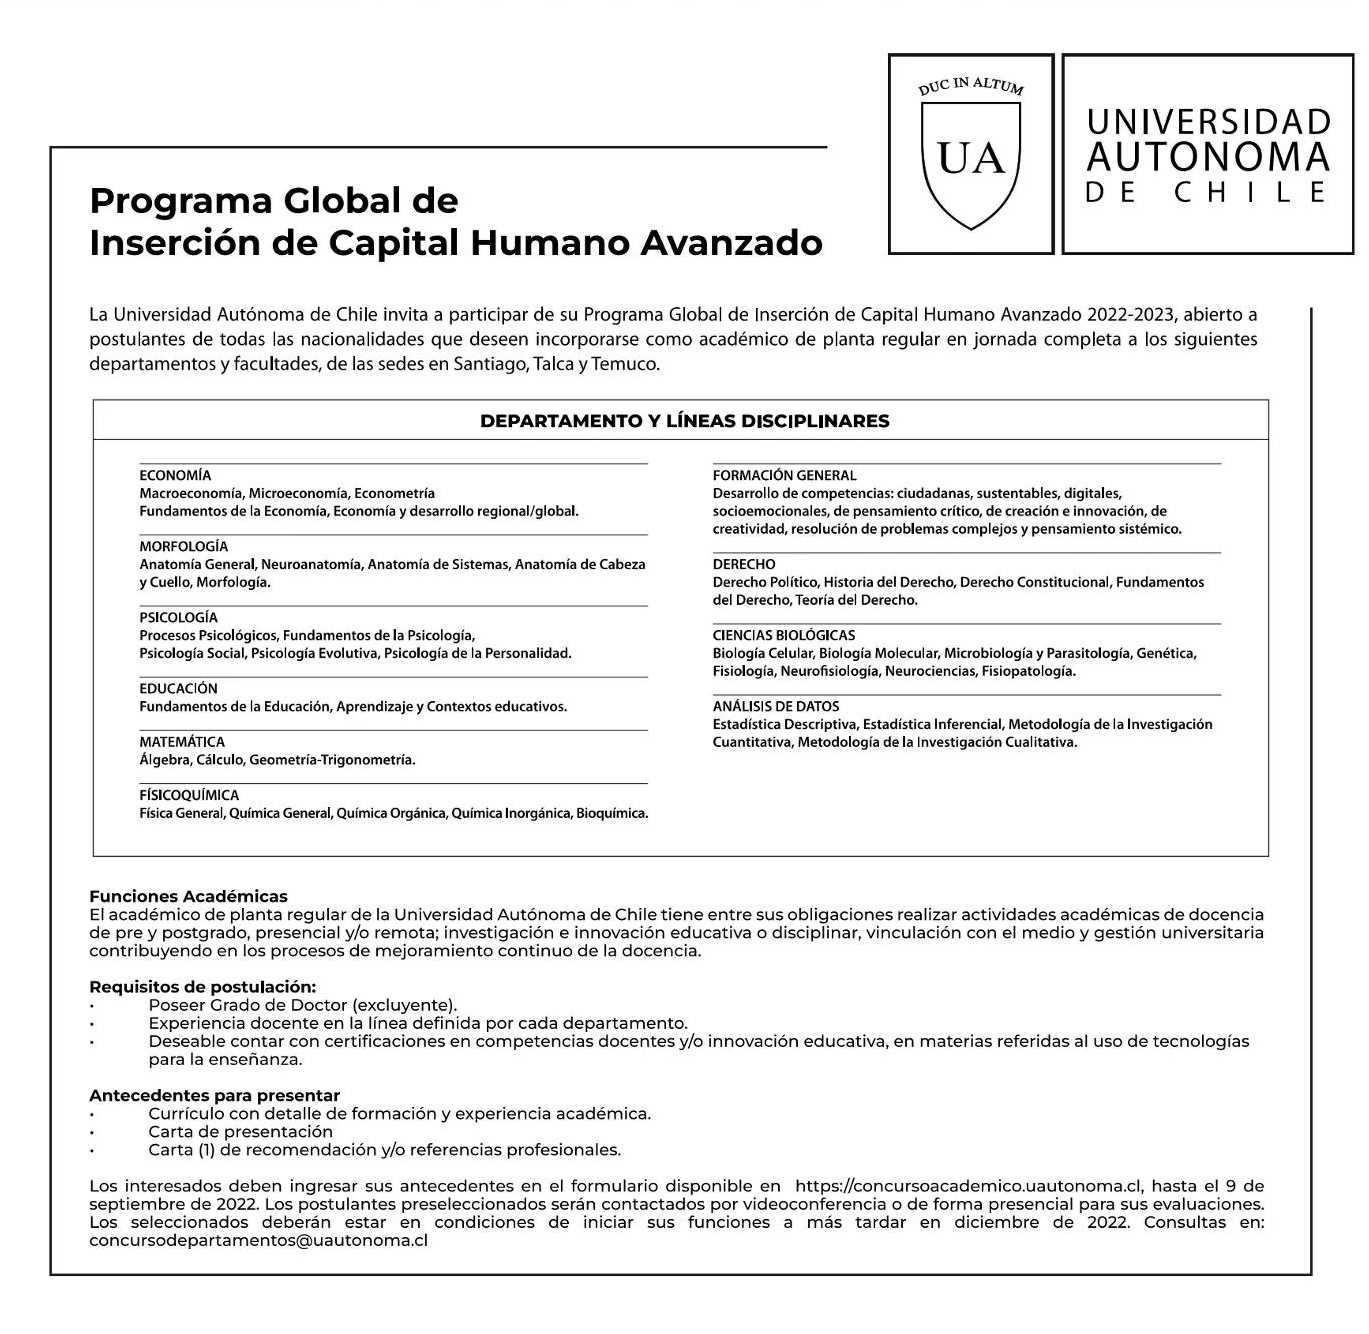 DUC IN ALTUM
UA
UNIVERSIDAD
AUTONOMA
DE CHILE
Programa Global de
Inserción de Capital Humano Avanzado
La Universidad Autónoma de Chile invita a participar de su Programa Global de Inserción de Capital Humano Avanzado 2022-2023, abierto a
postulantes de todas las nacionalidades que deseen incorporarse como académico de planta regular en jornada completa a los siguientes
departamentos y facultades, de las sedes en Santiago, Talca y Temuco.
DEPARTAMENTO Y LÍNEAS DISCIPLINARES
ECONOMÍA
Macroeconomía, Microeconomía, Econometría
Fundamentos de la Economía, Economía y desarrollo regional/global.
MORFOLOGÍA
Anatomía General, Neuroanatomía, Anatomía de Sistemas, Anatomía de Cabeza
y Cuello, Morfología.
PSICOLOGÍA
Procesos Psicológicos, Fundamentos de la Psicología,
Psicología Social, Psicología Evolutiva, Psicología de la Personalidad.
EDUCACIÓN
Fundamentos de la Educación, Aprendizaje y Contextos educativos.
MATEMÁTICA
Álgebra, Cálculo, Geometría-Trigonometría.
FÍSICOQUÍMICA
Física General, Química General, Química Orgánica, Química Inorgánica, Bioquímica.
FORMACIÓN GENERAL
Desarrollo de competencias: ciudadanas, sustentables, digitales,
socioemocionales, de pensamiento crítico, de creación e innovación, de
creatividad, resolución de problemas complejos y pensamiento sistémico.
DERECHO
Derecho Político, Historia del Derecho, Derecho Constitucional, Fundamentos
del Derecho, Teoría del Derecho.
CIENCIAS BIOLÓGICAS
Biología Celular, Biología Molecular, Microbiología y Parasitología, Genética,
Fisiología, Neurofisiología, Neurociencias, Fisiopatología.
ANÁLISIS DE DATOS
Estadística Descriptiva, Estadística Inferencial, Metodología de la Investigación
Cuantitativa, Metodología de la Investigación Cualitativa.
Funciones Académicas
El académico de planta regular de la Universidad Autónoma de Chile tiene entre sus obligaciones realizar actividades académicas de docencia
de pre y postgrado, presencial y/o remota; investigación e innovación educativa o disciplinar, vinculación con el medio y gestión universitaria
contribuyendo en los procesos de mejoramiento continuo de la docencia.
Requisitos de postulación:
• Poseer Grado de Doctor (excluyente).
• Experiencia docente en la línea definida por cada departamento.
• Deseable contar con certificaciones en competencias docentes y/o innovación educativa, en materias referidas al uso de tecnologías
para la enseñanza.
Antecedentes para presentar
• Currículo con detalle de formación y experiencia académica.
• Carta de presentación
• Carta (1) de recomendación y/o referencias profesionales.
Los interesados deben ingresar sus antecedentes en el formulario disponible en https://concursoacademico.uautonoma.cl, hasta el 9 de
septiembre de 2022. Los postulantes preseleccionados serán contactados por videoconferencia o de forma presencial para sus evaluaciones.
Los seleccionados deberán estar en condiciones de iniciar sus funciones a más tardar en diciembre de 2022. Consultas en:
concursodepartamentos@uautonoma.cl